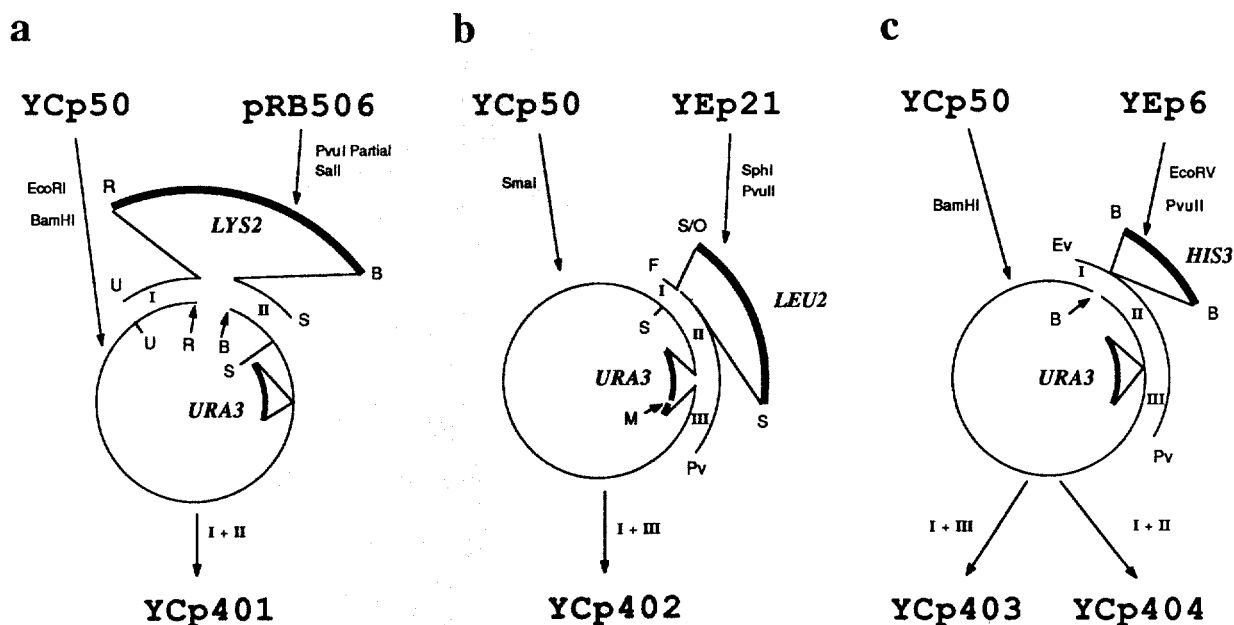 a
YCp50
pRB506
EcoRI
BamHI
PvuI Partial
SalI
R
LYS2
B
U
I
II
S
U
R
B
S
URA3
I + II
YCp401
b
YCp50
YEp21
SmaI
SphI
PvuII
S/O
F
I
LEU2
S
II
URA3
M
III
S
Pv
I + III
YCp402
c
YCp50
YEp6
BamHI
EcoRV
PvuII
B
Ev
I
HIS3
B
II
B
URA3
III
Pv
I + III
I + II
YCp403
YCp404